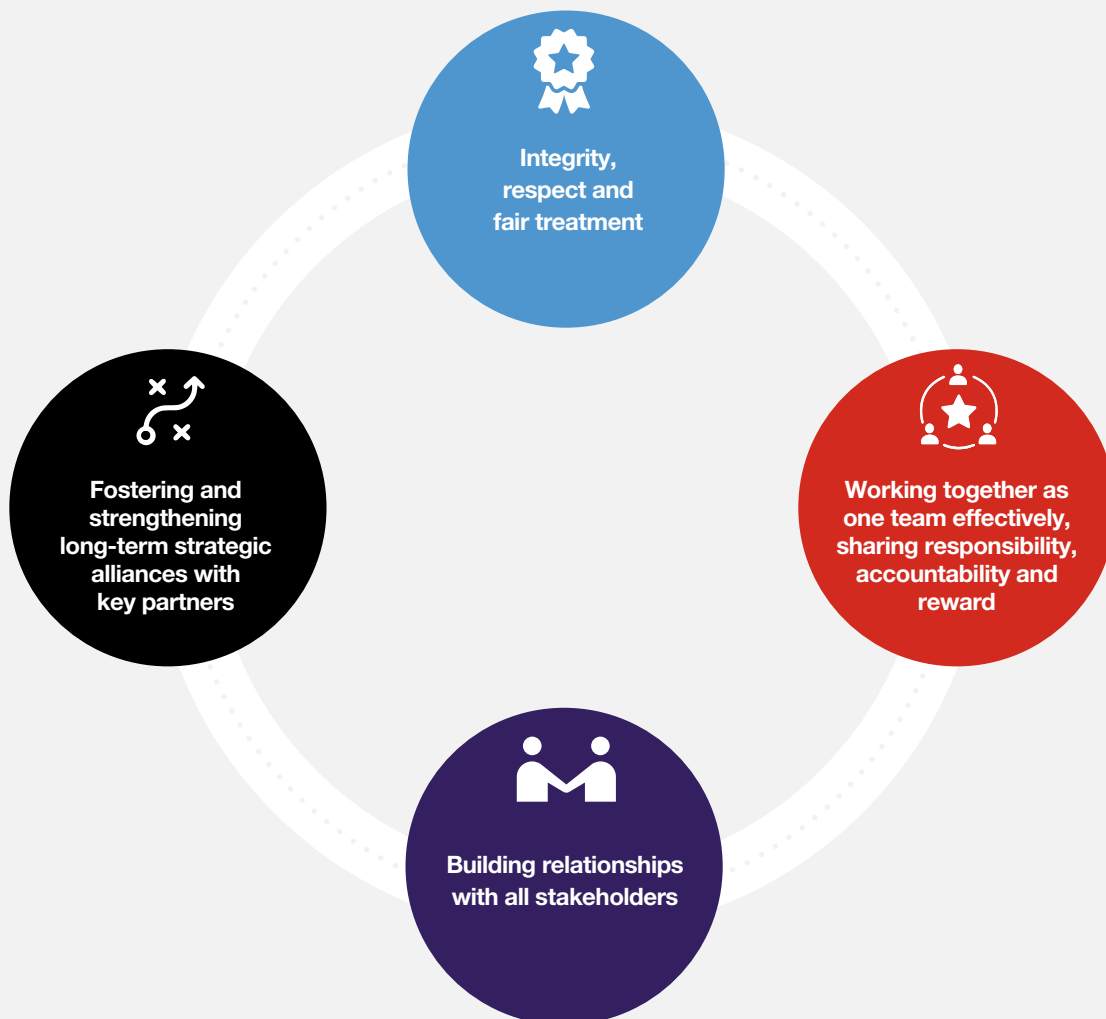 Integrity,
respect and
fair treatment
Fostering and
strengthening
long-term strategic
alliances with
key partners
Working together as
one team effectively,
sharing responsibility,
accountability and
reward
Building relationships
with all stakeholders